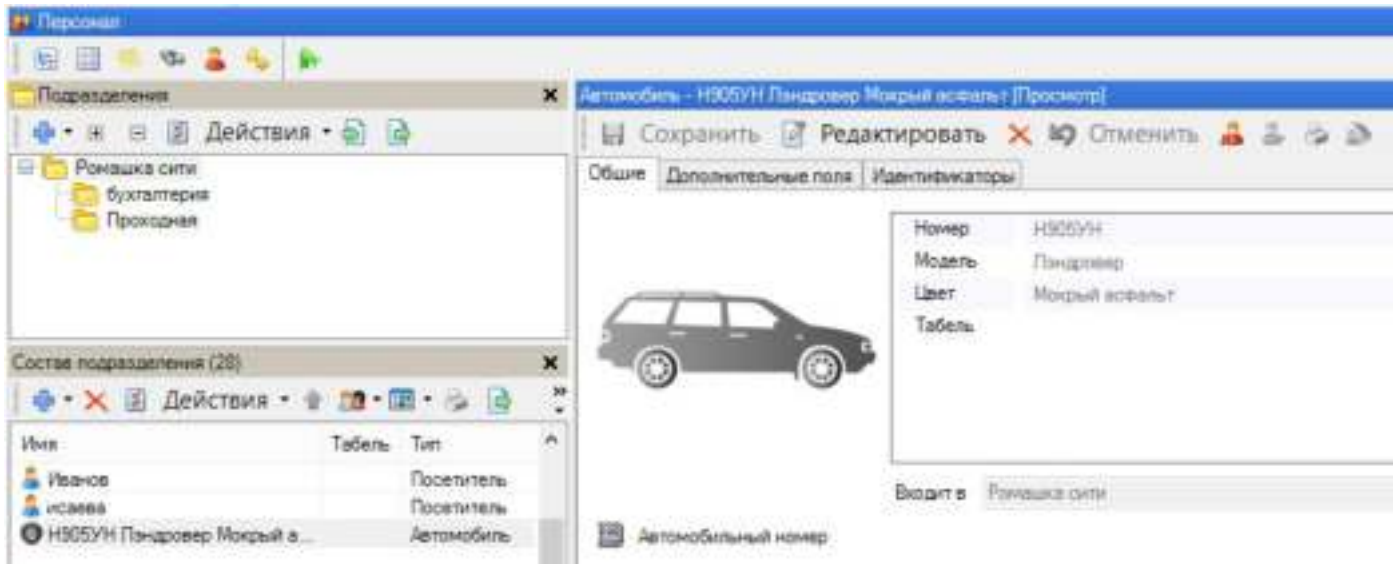 Персонал
Подразделения
Действия
Ромашка сити
бухгалтерия
Проходная
Состав подразделения (28)
Действия
Имя Табель Тип
Иванов Посетитель
исаева Посетитель
Н905УН Лэндровер Мокрый а... Автомобиль
Автомобиль - Н905УН Лэндровер Мокрый асфальт [Просмотр]
Сохранить Редактировать Отменить
Общие Дополнительные поля Идентификаторы
Номер Н905УН
Модель Лэндровер
Цвет Мокрый асфальт
Табель
Входит в Ромашка сити
Автомобильный номер